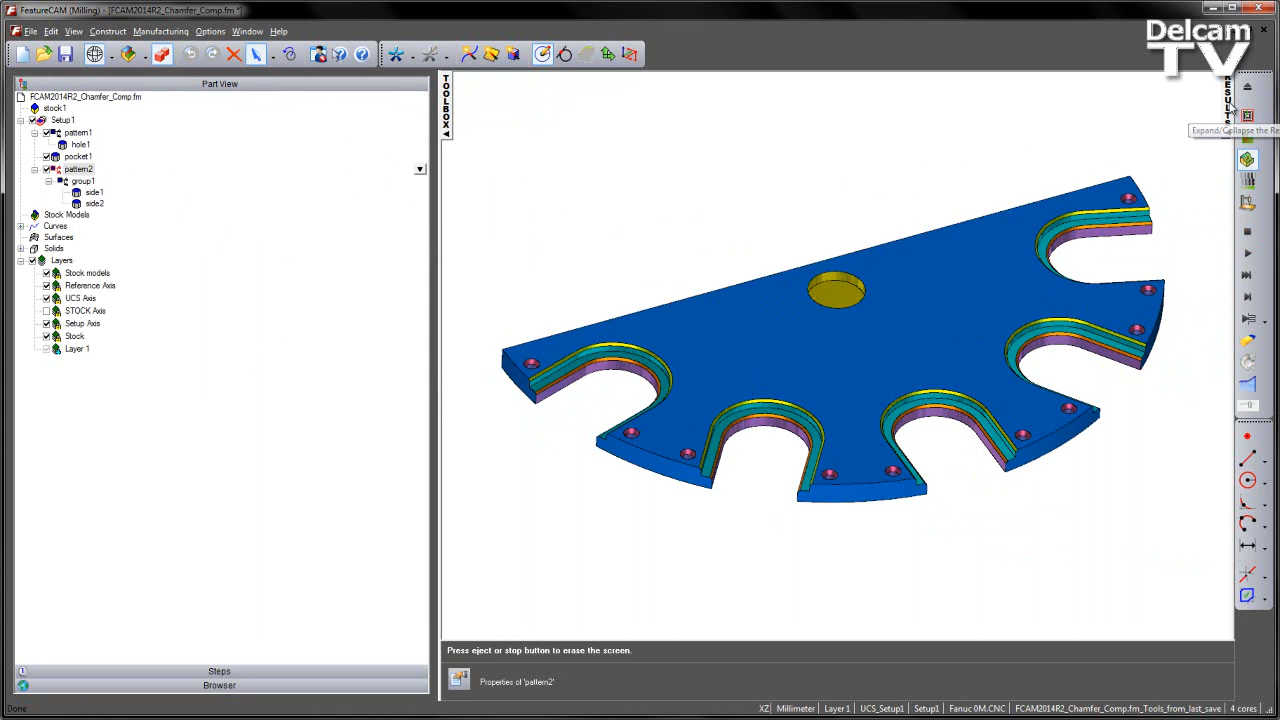 FeatureCAM (Milling) - [FCAM2014R2_Chamfer_Comp.fm *]
File Edit View Construct Manufacturing Options Window Help
Delcam
TV
Part View
TOOLBOX
RESULTS
Expand/Collapse the Re
FCAM2014R2_Chamfer_Comp.fm
stock1
Setup1
pattern1
hole1
pocket1
pattern2
group1
side1
side2
Stock Models
Curves
Surfaces
Solids
Layers
Stock models
Reference Axis
UCS Axis
STOCK Axis
Setup Axis
Stock
Layer 1
Press eject or stop button to erase the screen.
Steps
Properties of 'pattern2'
Browser
Done XZ Millimeter Layer 1 UCS_Setup1 Setup1 Fanuc 0M.CNC FCAM2014R2_Chamfer_Comp.fm_Tools_from_last_save 4 cores